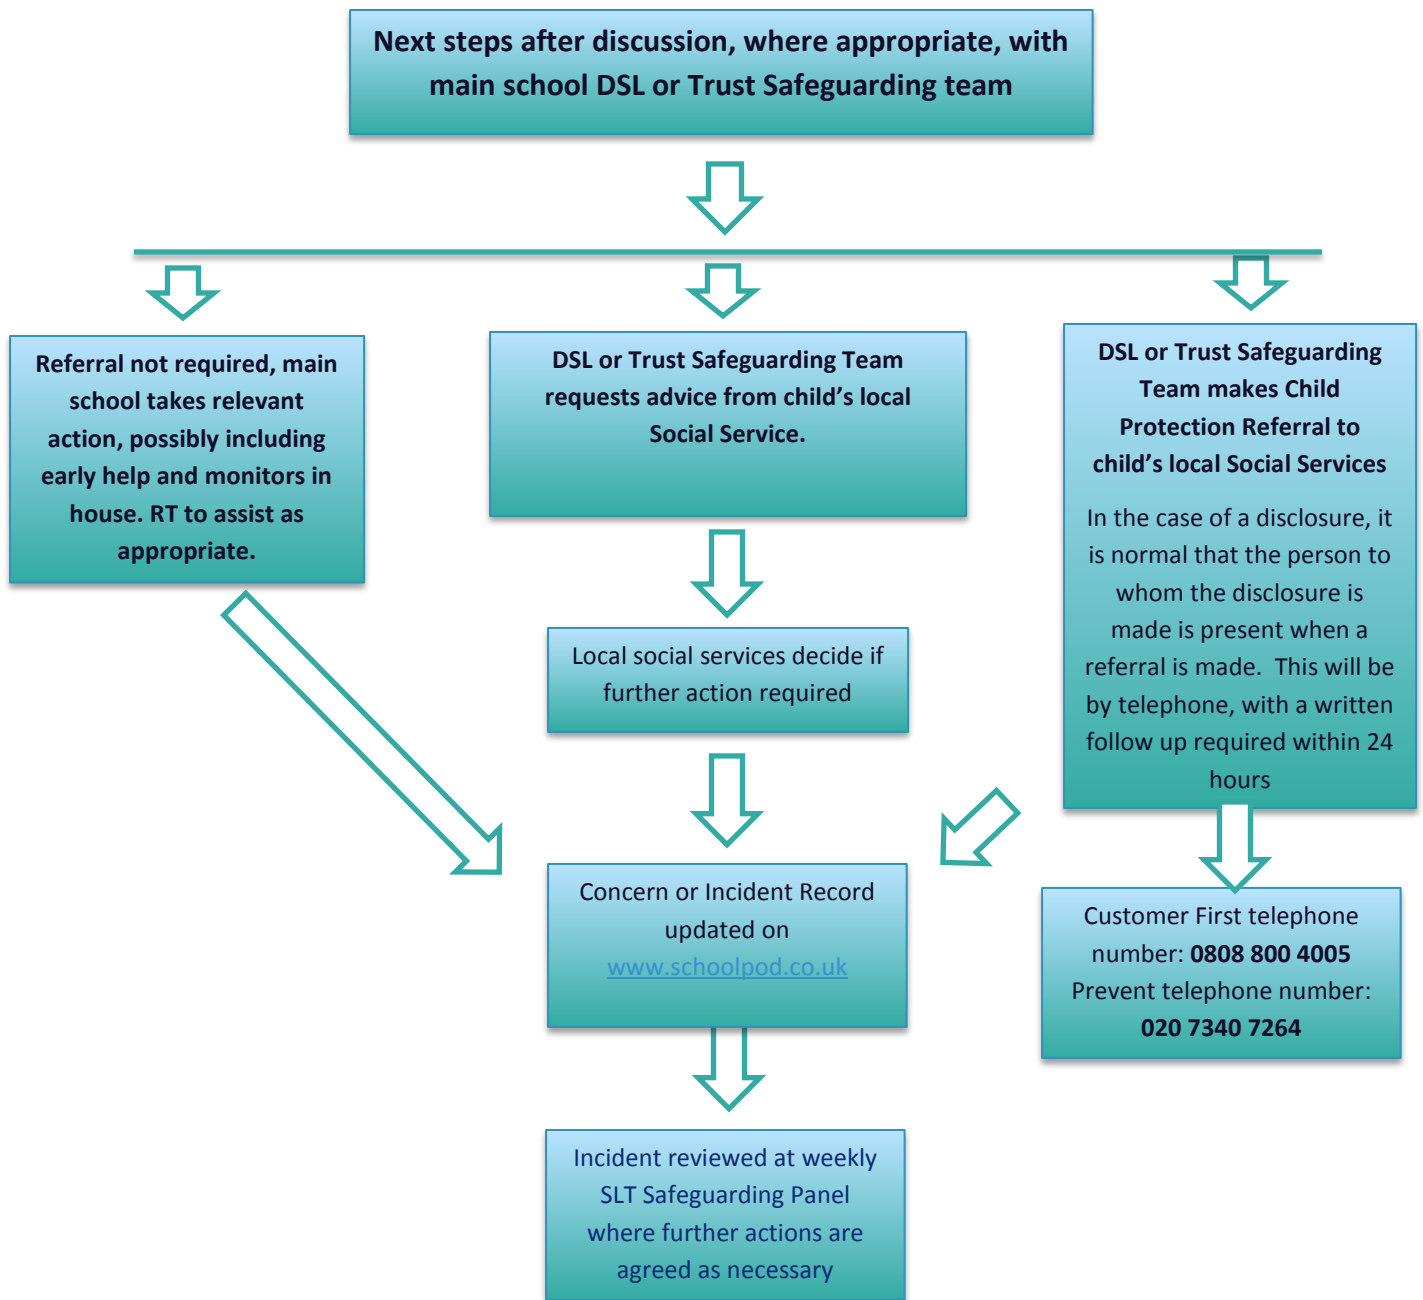 Next steps after discussion, where appropriate, with
main school DSL or Trust Safeguarding team
Referral not required, main
school takes relevant
action, possibly including
early help and monitors in
house. RT to assist as
appropriate.
DSL or Trust Safeguarding Team
requests advice from child’s local
Social Service.
DSL or Trust Safeguarding
Team makes Child
Protection Referral to
child’s local Social Services
In the case of a disclosure, it
is normal that the person to
whom the disclosure is
made is present when a
referral is made.  This will be
by telephone, with a written
follow up required within 24
hours
Local social services decide if
further action required
Concern or Incident Record
updated on
www.schoolpod.co.uk
Customer First telephone
number: 0808 800 4005
Prevent telephone number:
020 7340 7264
Incident reviewed at weekly
SLT Safeguarding Panel
where further actions are
agreed as necessary